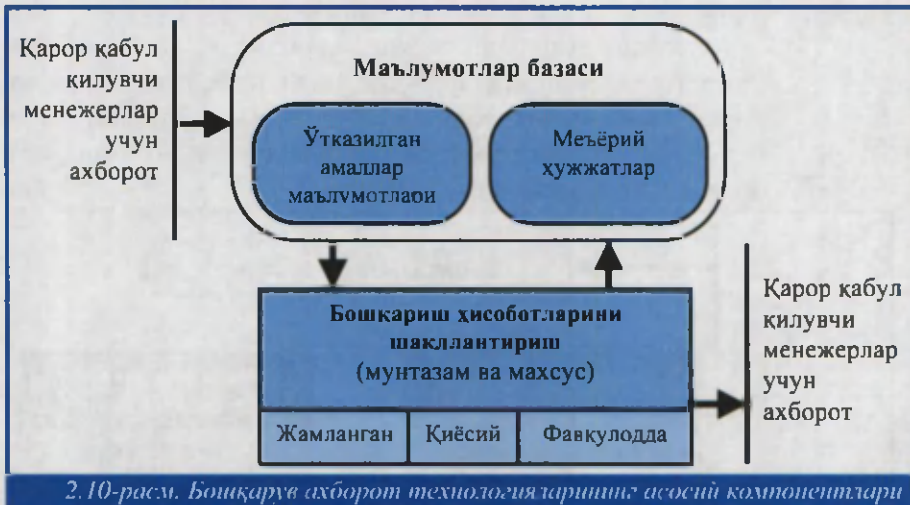 Қарор қабул
қилувчи
менежерлар
учун
ахборот
Маълумотлар базаси
Ўтказилган
амаллар
маълумотлари
Меъёрий
ҳужжатлар
Бошқариш ҳисоботларини
шакллантириш
(мунтазам ва махсус)
Жамланган
Қиёсий
Фавқулодда
Қарор қабул
қилувчи
менежерлар
учун
ахборот
2.10-расм. Бошқарув ахборот технологияларининг асосий компонентлари